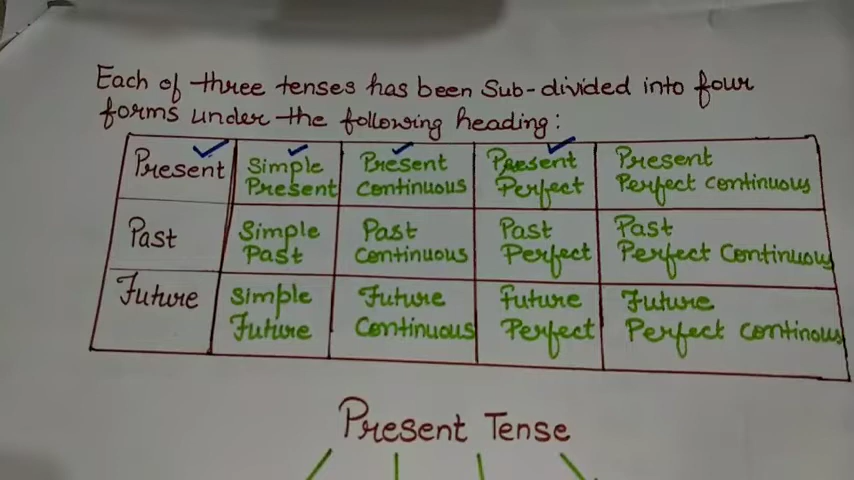 Each of three tenses has been Sub-divided into four
forms under the following heading:
Present Simple Present Present Present
Present Continuous Perfect Perfect Continuous
Past Simple Past Past Past
Past Continuous Perfect Perfect Continuous
Future Simple Future Future Future
Future Continuous Perfect Perfect Continous
Present Tense